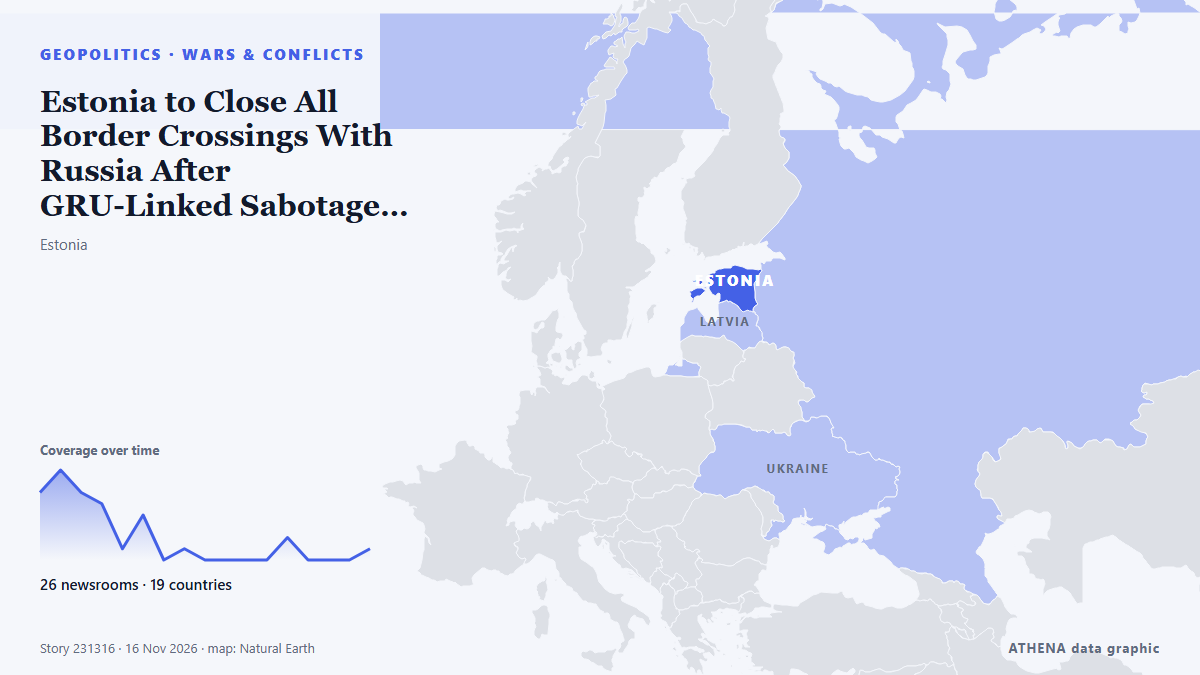 GEOPOLITICS · WARS & CONFLICTS
Estonia to Close All
Border Crossings With
Russia After
GRU-Linked Sabotage...
Estonia
ESTONIA
LATVIA
UKRAINE
Coverage over time
26 newsrooms · 19 countries
Story 231316 · 16 Nov 2026 · map: Natural Earth
ATHENA data graphic